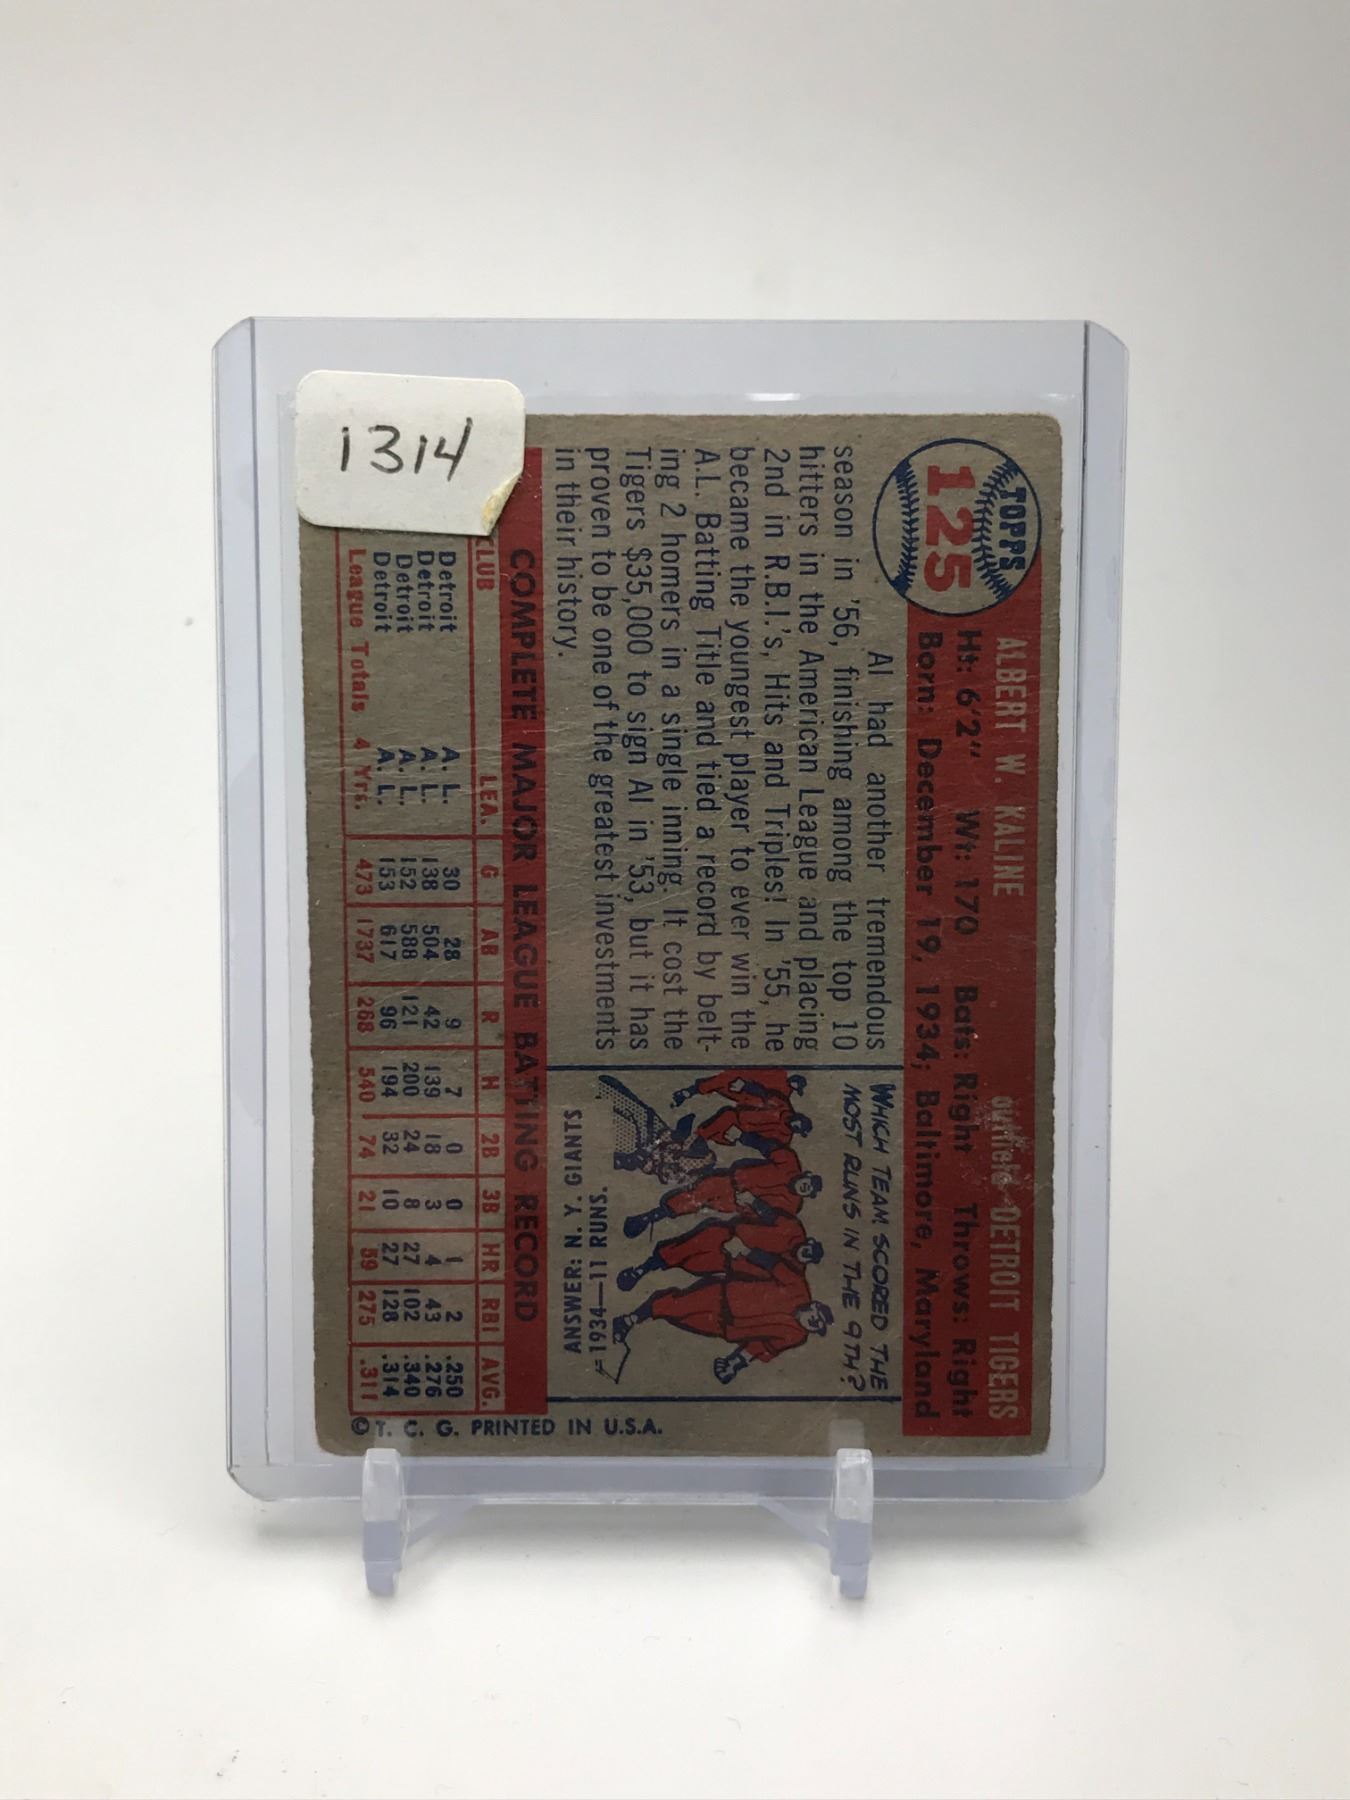 1314
TOPPS
125
ALBERT W. KALINE outfield-DETROIT TIGERS
Ht: 6'2" Wt: 170 Bats: Right Throws: Right
Born: December 19, 1934; Baltimore, Maryland
Al had another tremendous
season in '56, finishing among the top 10
hitters in the American League and placing
2nd in R.B.I.'s, Hits and Triples! In '55, he
became the youngest player to ever win the
A.L. Batting Title and tied a record by belt-
ing 2 homers in a single inning. It cost the
Tigers $35,000 to sign Al in '53, but it has
proven to be one of the greatest investments
in their history.
WHICH TEAM SCORED THE
MOST RUNS IN THE 9TH?
ANSWER: N. Y. GIANTS
1934—11 RUNS.
COMPLETE MAJOR LEAGUE BATTING RECORD
CLUB LEA. G AB R H 2B 3B HR RBI AVG.
Detroit A. L. 30 28 9 7 0 0 1 2 .250
Detroit A. L. 138 504 42 139 18 3 4 43 .276
Detroit A. L. 152 588 121 200 24 8 27 102 .340
Detroit A. L. 153 617 96 194 32 10 27 128 .314
League Totals 4 Yrs. 473 1737 268 540 74 21 59 275 .311
© T. C. G. PRINTED IN U.S.A.